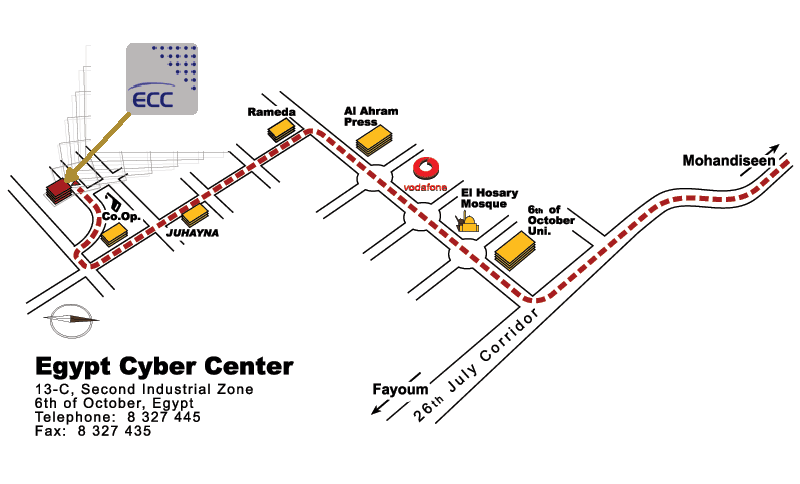 ECC
Rameda
Al Ahram
Press
vodafone
Mohandiseen
El Hosary
Mosque
6th of
October
Uni.
Co.Op.
JUHAYNA
26th July Corridor
Fayoum
Egypt Cyber Center
13-C, Second Industrial Zone
6th of October, Egypt
Telephone: 8 327 445
Fax: 8 327 435